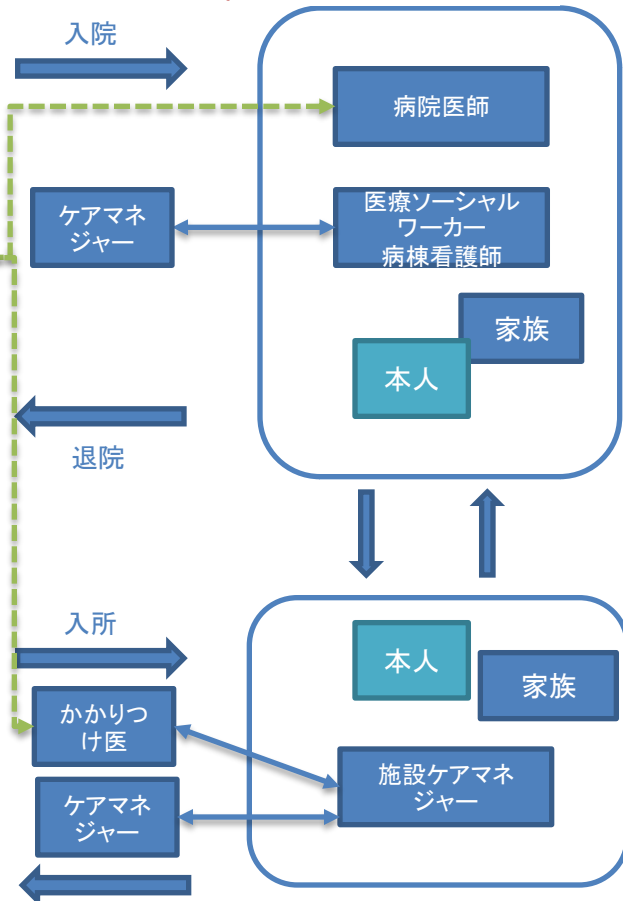 入院
病院医師
ケアマネ
ジャー
医療ソーシャル
ワーカー
病棟看護師
家族
本人
退院
入所
本人
家族
かかりつ
け医
施設ケアマネ
ジャー
ケアマネ
ジャー